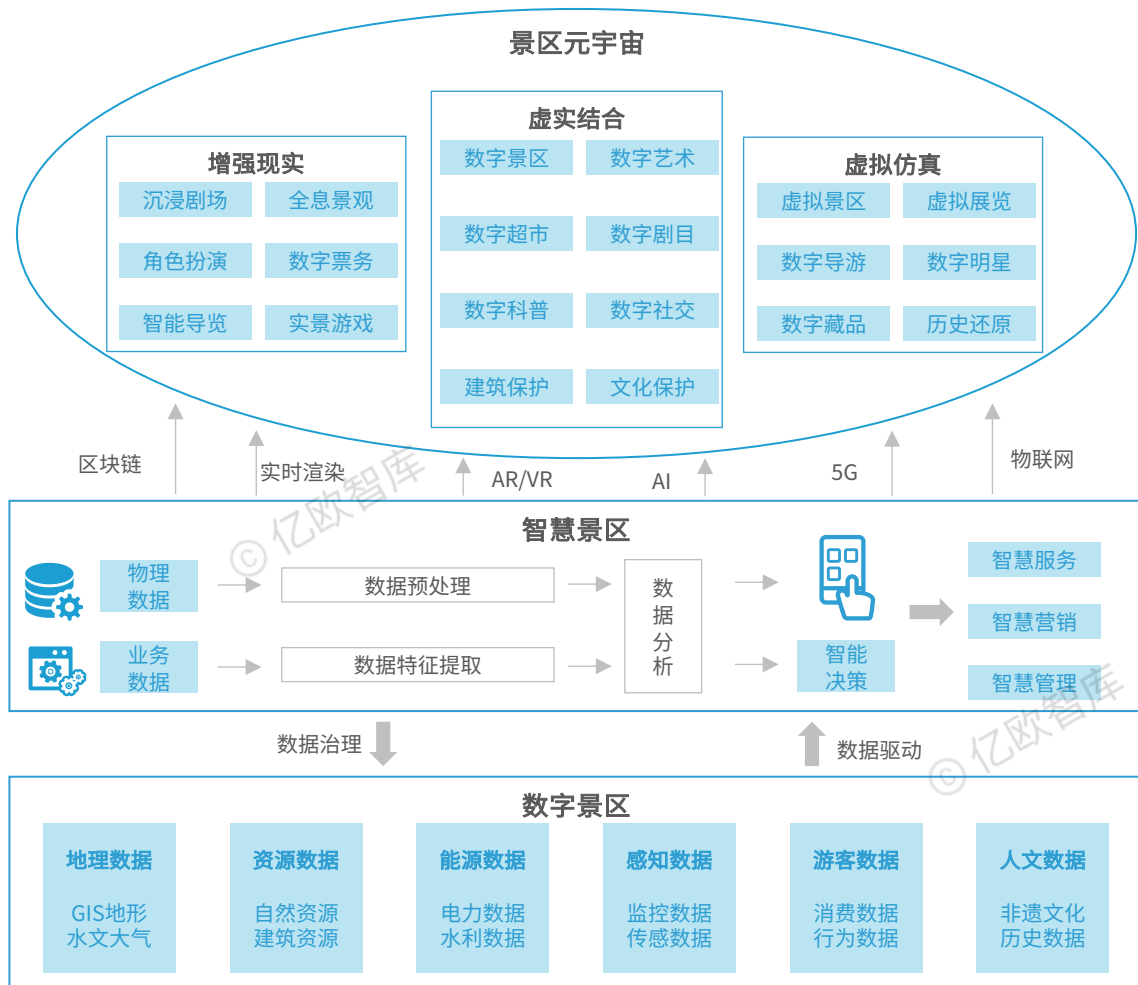 景区元宇宙
增强现实
沉浸剧场 全息景观
角色扮演 数字票务
智能导览 实景游戏
虚实结合
数字景区 数字艺术
数字超市 数字剧目
数字科普 数字社交
建筑保护 文化保护
虚拟仿真
虚拟景区 虚拟展览
数字导游 数字明星
数字藏品 历史还原
区块链
实时渲染
AR/VR
AI
5G
物联网
© 亿欧智库
智慧景区
物理
数据
业务
数据
数据预处理
数据特征提取
数
据
分
析
智能
决策
智慧服务
智慧营销
智慧管理
© 亿欧智库
数据治理
数据驱动
数字景区
地理数据
GIS地形
水文大气
资源数据
自然资源
建筑资源
能源数据
电力数据
水利数据
感知数据
监控数据
传感数据
游客数据
消费数据
行为数据
人文数据
非遗文化
历史数据